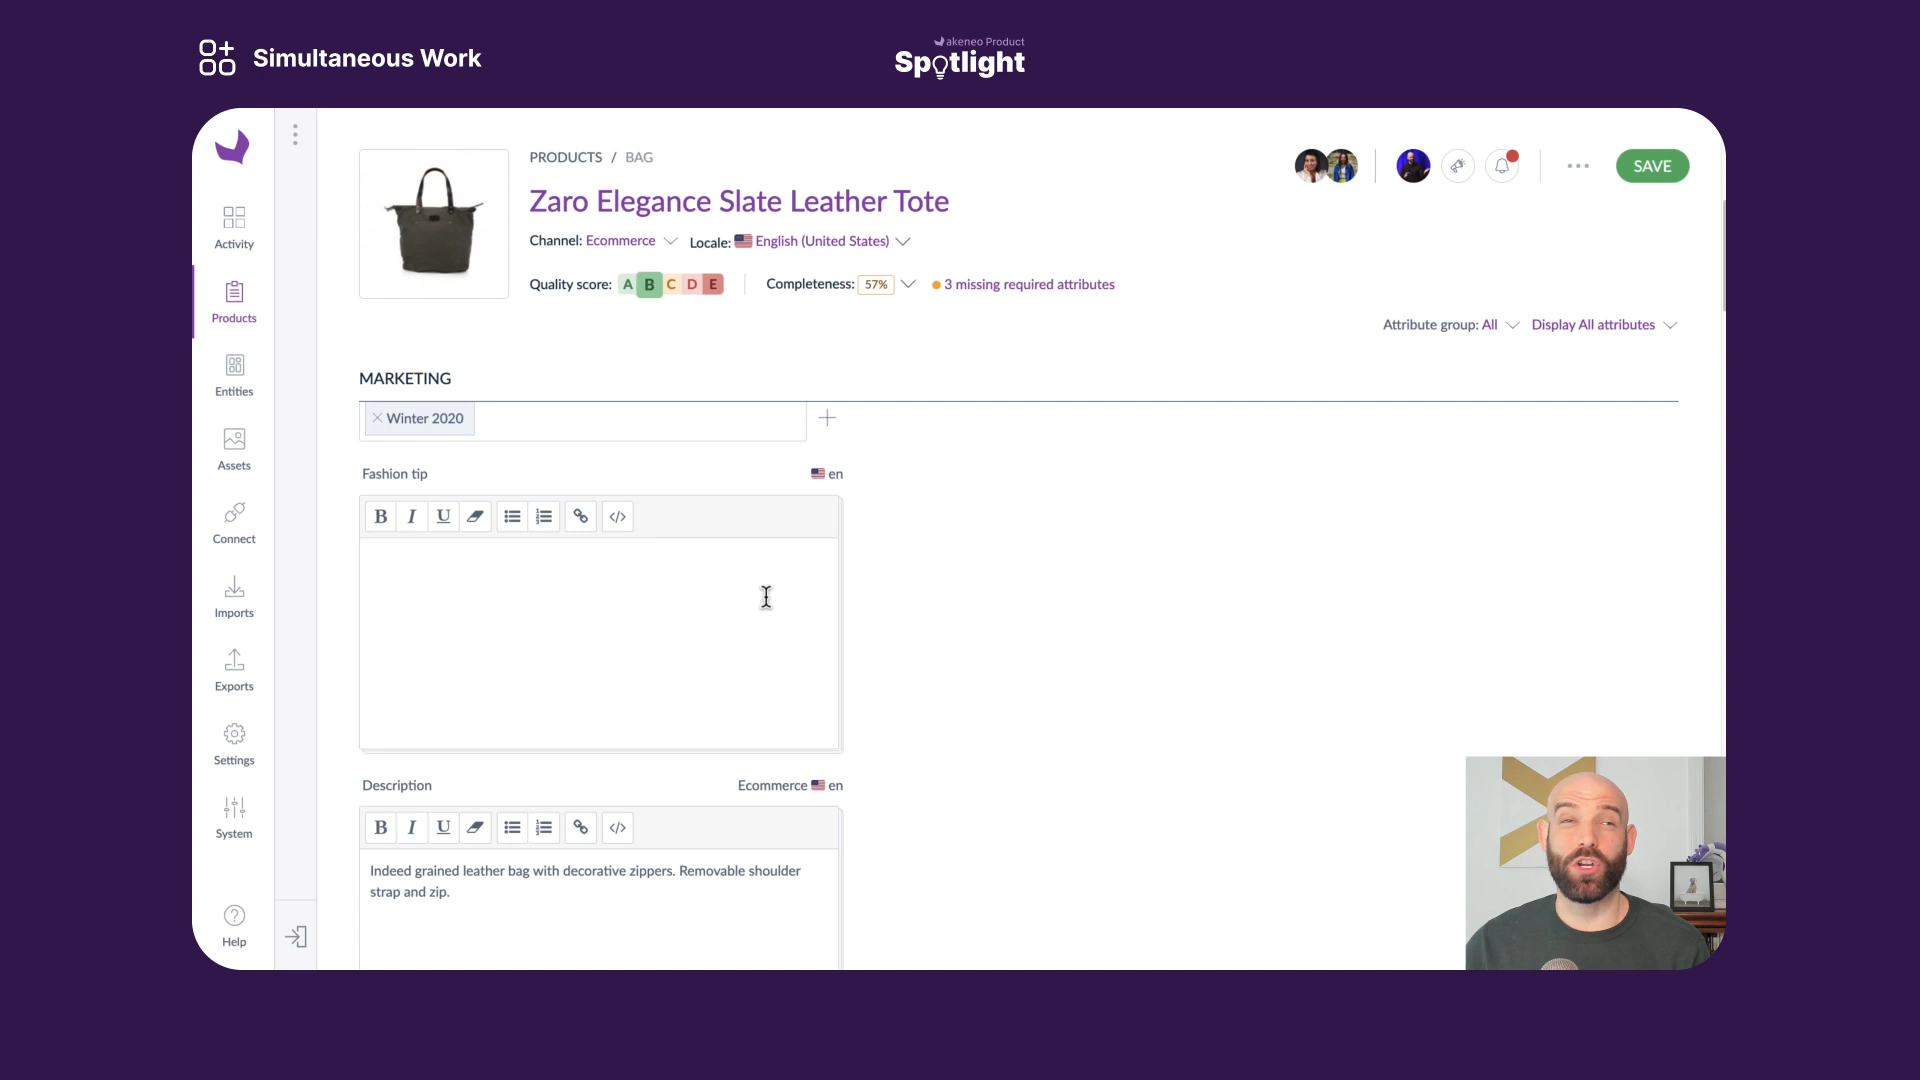 Simultaneous Work
akeneo Product
Spotlight
PRODUCTS / BAG
SAVE
Zaro Elegance Slate Leather Tote
Channel: Ecommerce Locale: English (United States)
Activity
Quality score: A B C D E Completeness: 57% 3 missing required attributes
Products
Attribute group: All Display All attributes
MARKETING
Entities
× Winter 2020
Assets
Fashion tip en
B I U
Connect
Imports
Exports
Settings
Description Ecommerce en
B I U
System
Indeed grained leather bag with decorative zippers. Removable shoulder
strap and zip.
Help